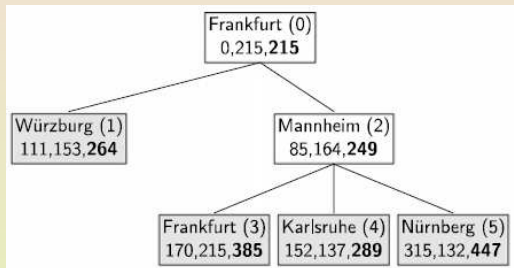 Frankfurt (0)
0,215,215
Würzburg (1)
111,153,264
Mannheim (2)
85,164,249
Frankfurt (3)
170,215,385
Karlsruhe (4)
152,137,289
Nürnberg (5)
315,132,447